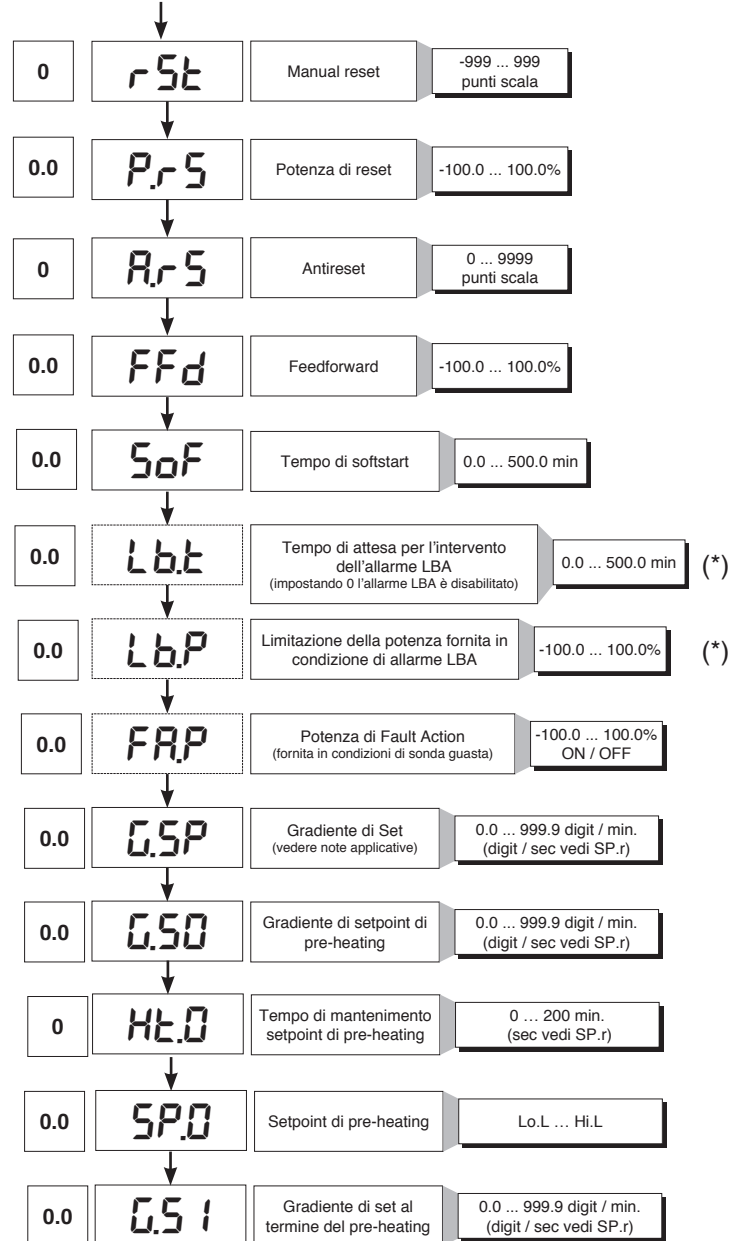 0
rSt
Manual reset
-999 ... 999
punti scala
0.0
P.rS
Potenza di reset
-100.0 ... 100.0%
0
A.rS
Antireset
0 ... 9999
punti scala
0.0
FFd
Feedforward
-100.0 ... 100.0%
0.0
SoF
Tempo di softstart
0.0 ... 500.0 min
0.0
Lb.t
Tempo di attesa per l'intervento
dell'allarme LBA
(impostando 0 l'allarme LBA è disabilitato)
0.0 ... 500.0 min
(*)
0.0
Lb.P
Limitazione della potenza fornita in
condizione di allarme LBA
-100.0 ... 100.0%
(*)
0.0
FA.P
Potenza di Fault Action
(fornita in condizioni di sonda guasta)
-100.0 ... 100.0%
ON / OFF
0.0
G.SP
Gradiente di Set
(vedere note applicative)
0.0 ... 999.9 digit / min.
(digit / sec vedi SP.r)
0.0
G.S0
Gradiente di setpoint di
pre-heating
0.0 ... 999.9 digit / min.
(digit / sec vedi SP.r)
0
Ht.0
Tempo di mantenimento
setpoint di pre-heating
0 … 200 min.
(sec vedi SP.r)
0.0
SP.0
Setpoint di pre-heating
Lo.L … Hi.L
0.0
G.S1
Gradiente di set al
termine del pre-heating
0.0 ... 999.9 digit / min.
(digit / sec vedi SP.r)